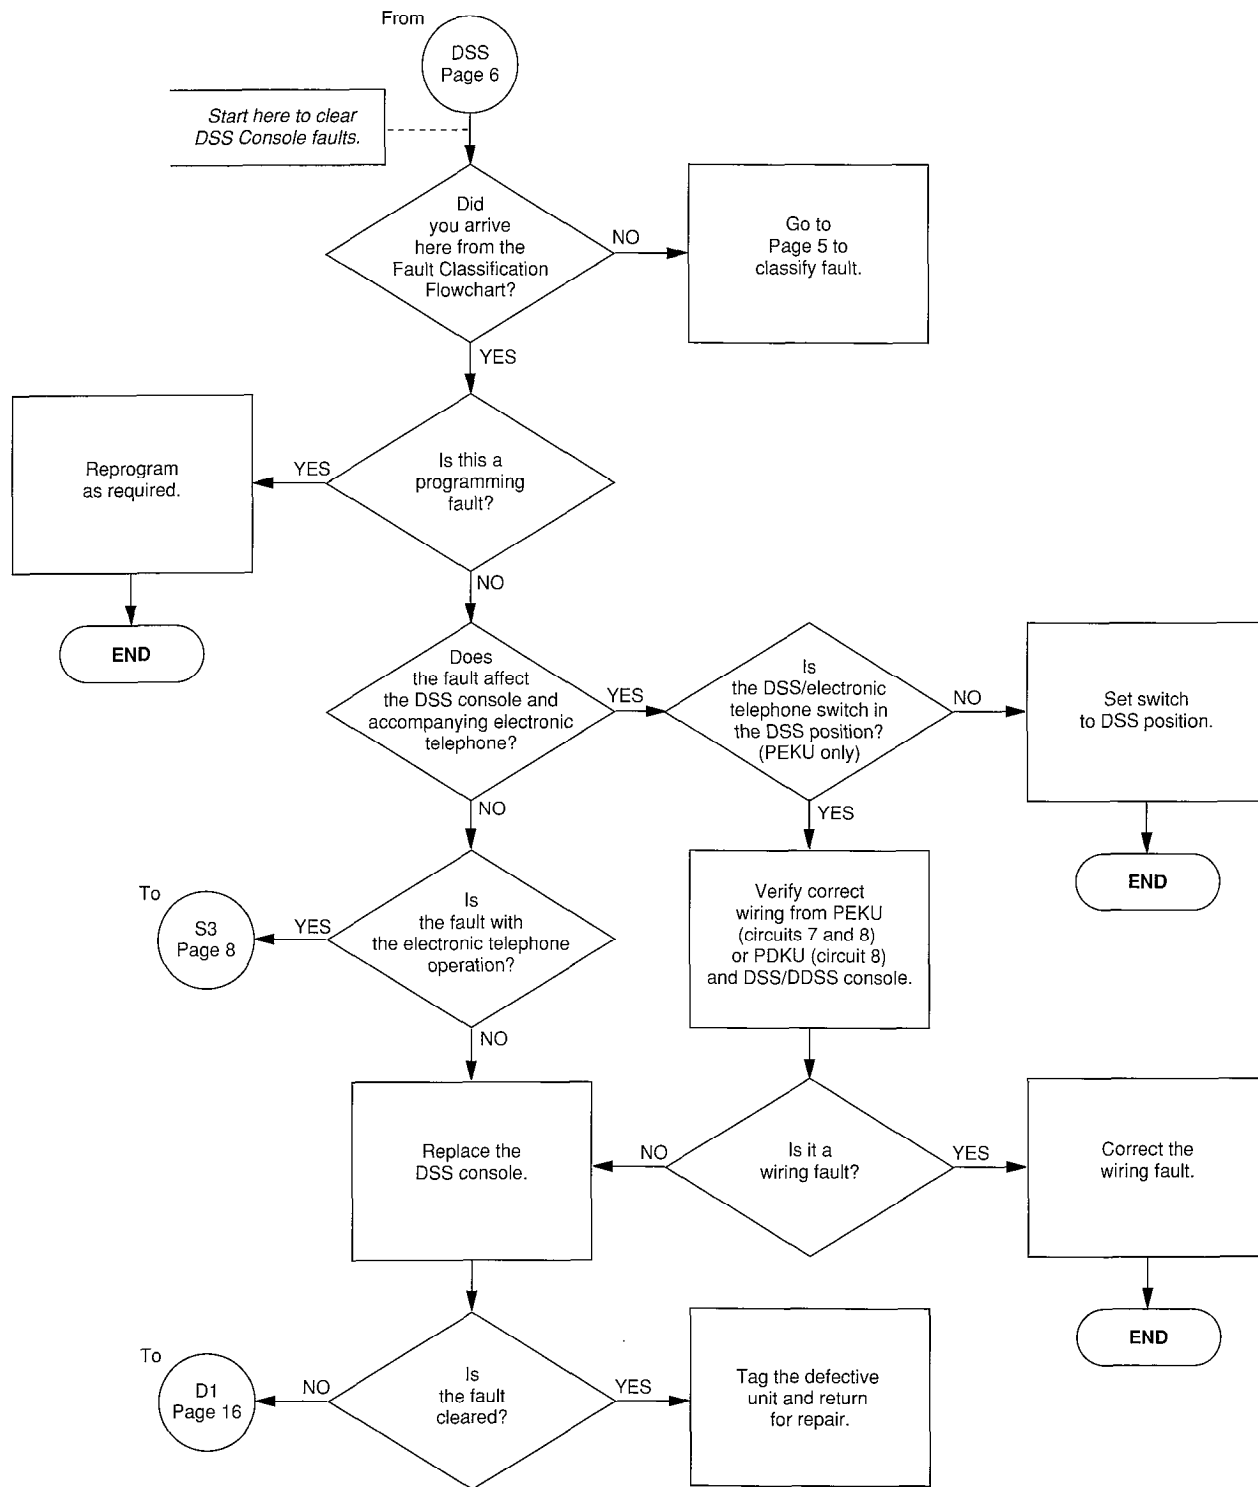 From
DSS
Page 6
Start here to clear
DSS Console faults.
Did
you arrive
here from the
Fault Classification
Flowchart?
NO
Go to
Page 5 to
classify fault.
YES
Is this a
programming
fault?
YES
Reprogram
as required.
END
NO
Does
the fault affect
the DSS console and
accompanying electronic
telephone?
YES
Is
the DSS/electronic
telephone switch in
the DSS position?
(PEKU only)
NO
Set switch
to DSS position.
END
NO
YES
Is
the fault with
the electronic telephone
operation?
YES
To
S3
Page 8
Verify correct
wiring from PEKU
(circuits 7 and 8)
or PDKU (circuit 8)
and DSS/DDSS console.
NO
Replace the
DSS console.
NO
Is it a
wiring fault?
YES
Correct the
wiring fault.
END
Is
the fault
cleared?
NO
To
D1
Page 16
YES
Tag the defective
unit and return
for repair.